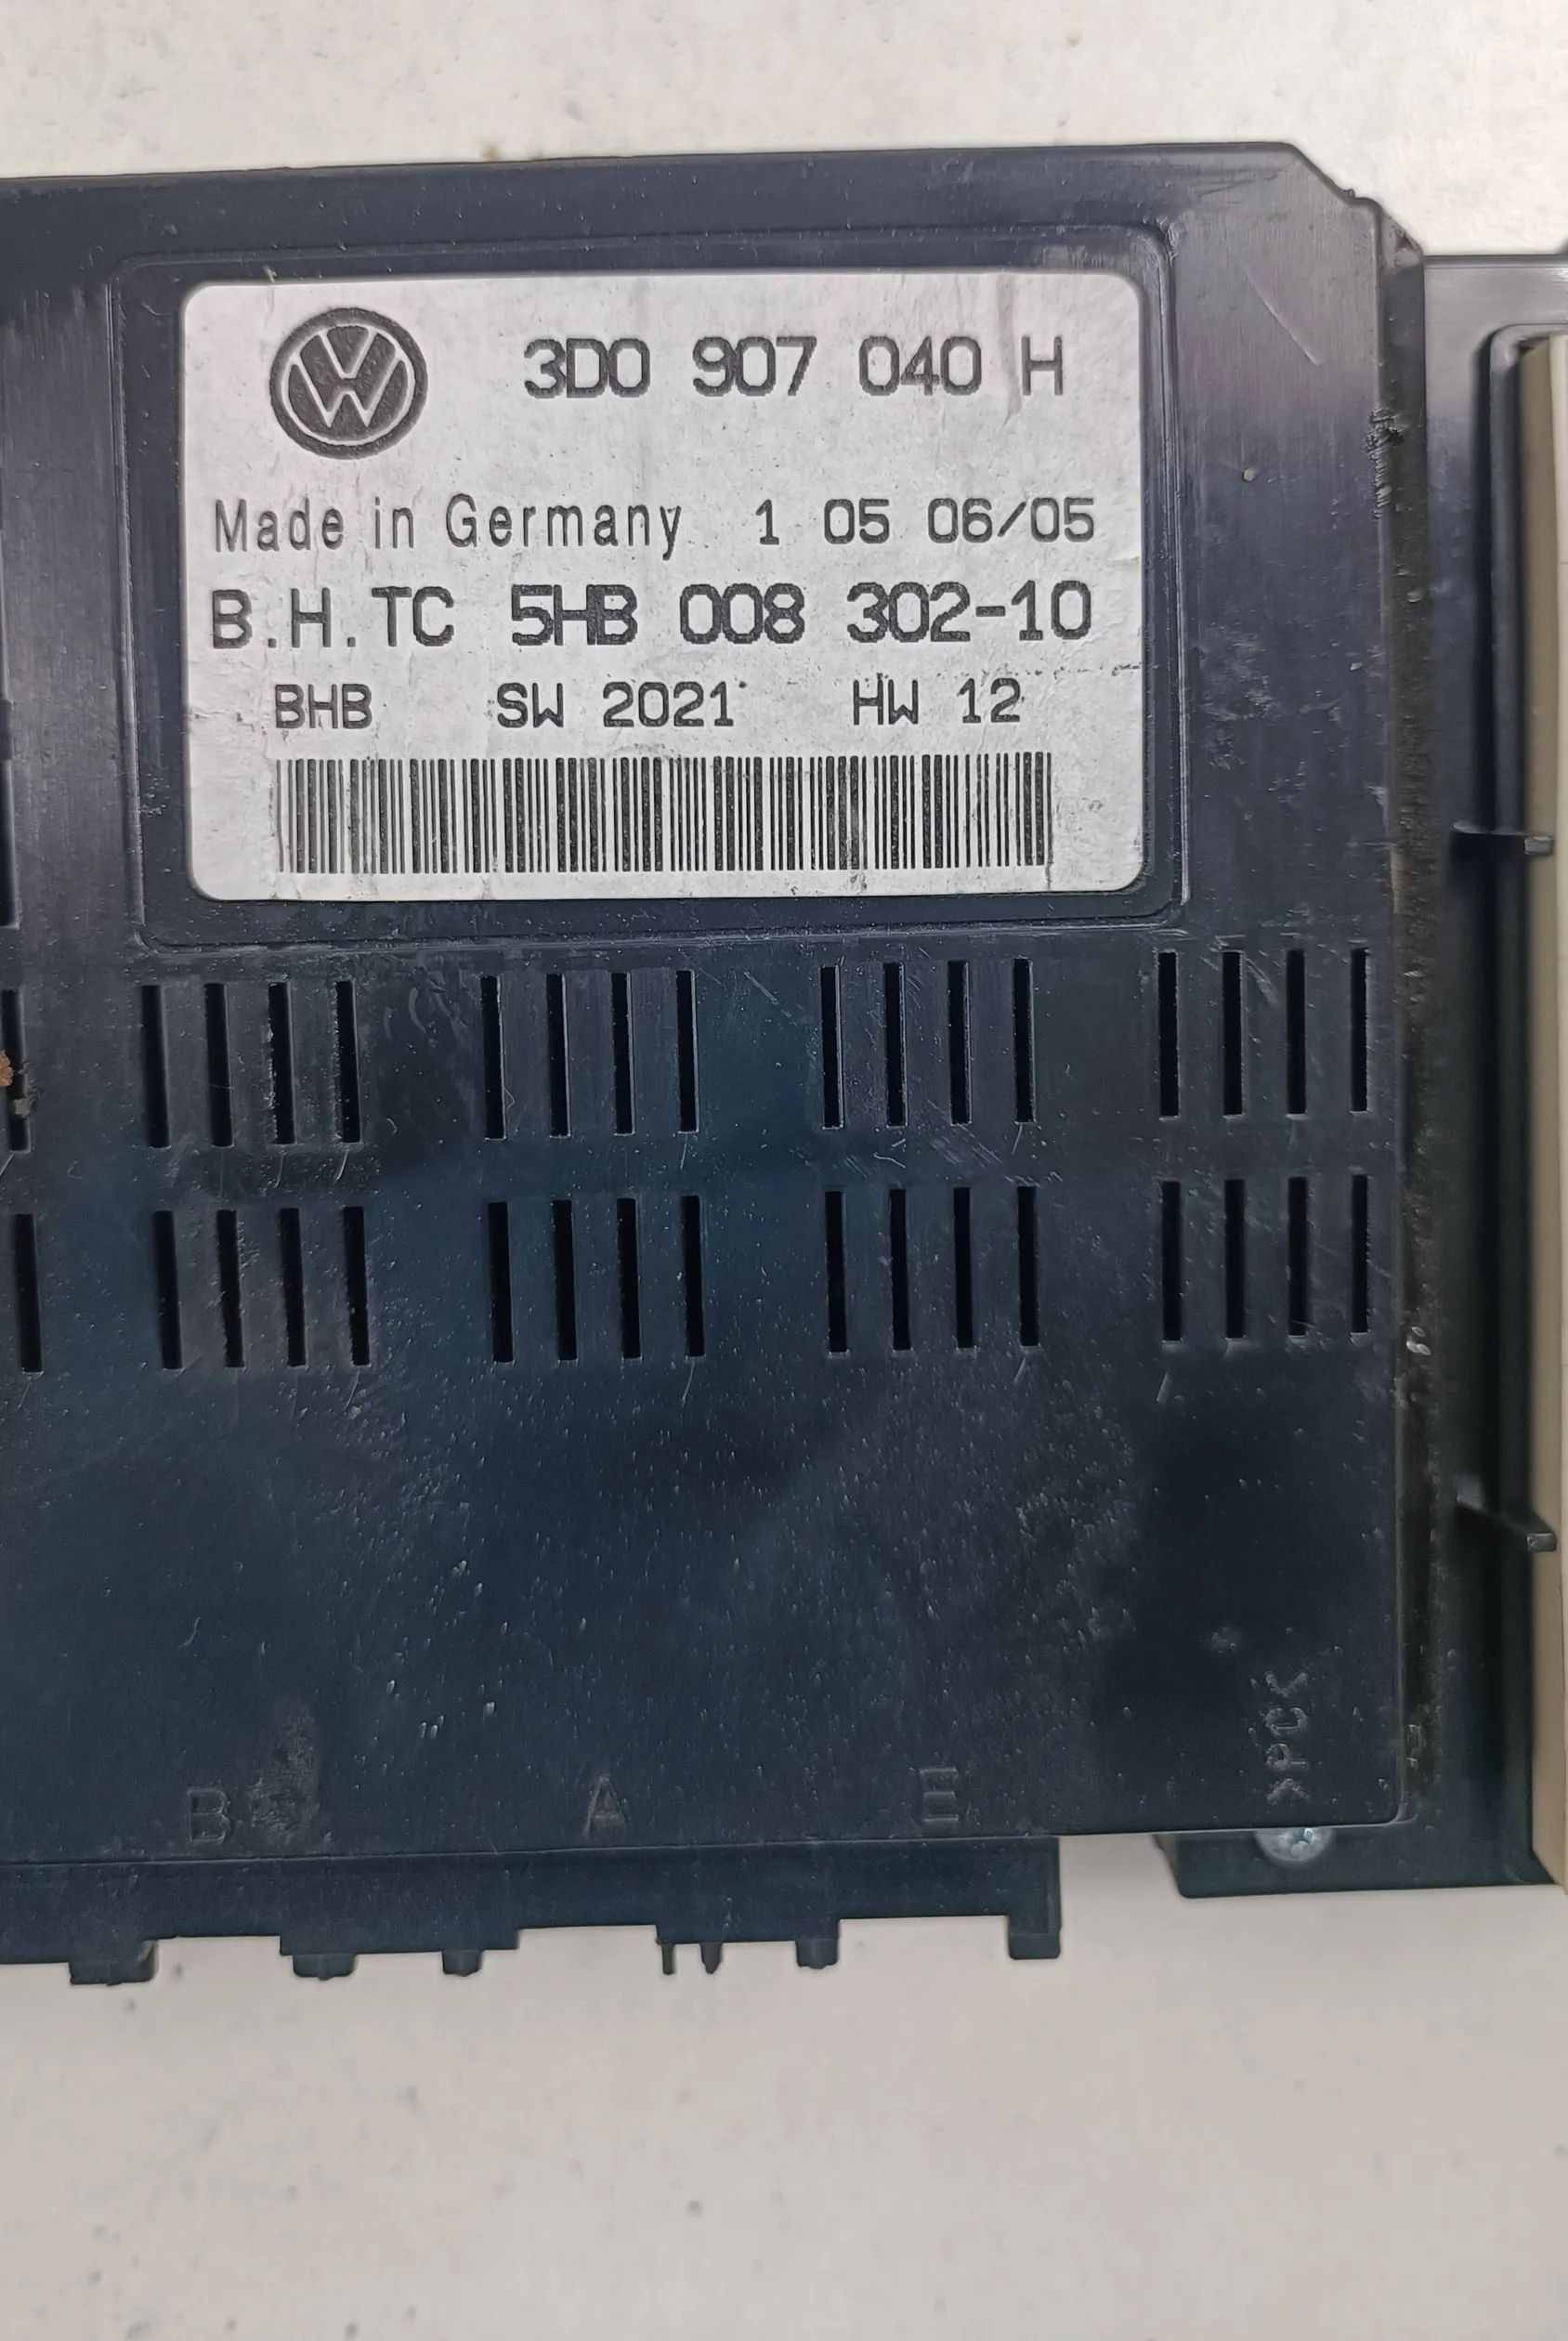 3D0 907 040 H
Made in Germany 1 05 06/05
B.H.TC 5HB 008 302-10
BHB SW 2021 HW 12
B A E
>PC<